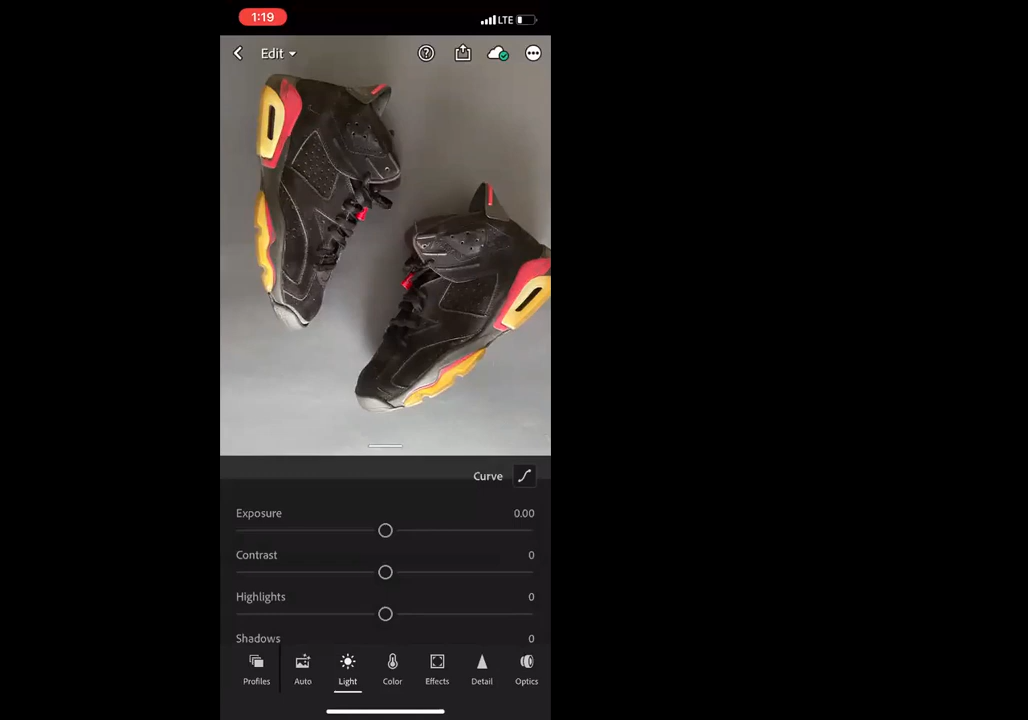 1:19 LTE
Edit
Curve
Exposure 0.00
Contrast 0
Highlights 0
Shadows 0
Profiles Auto Light Color Effects Detail Optics